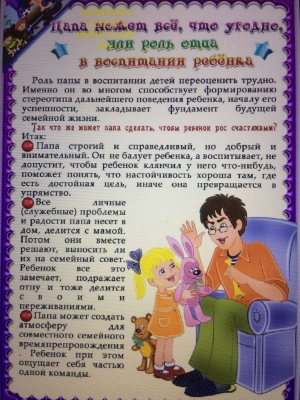 Папа может всё, что угодно,
или роль отца
в воспитании ребёнка
Роль папы в воспитании детей переоценить трудно.
Именно он во многом способствует формированию
стереотипа дальнейшего поведения ребенка, началу его
успешности, закладывает фундамент будущей
семейной жизни.
Так что же может папа сделать, чтобы ребенок рос счастливым?
Итак:
Папа строгий и справедливый, но добрый и
внимательный. Он не балует ребенка, а воспитывает, не
допустит, чтобы ребенок клянчил у него что-нибудь,
поможет понять, что настойчивость хороша там, где
есть достойная цель, иначе она превращается в
упрямство.
Все личные
(служебные) проблемы
и радости папа несет в
дом, делится с мамой.
Потом они вместе
решают, выносить ли
их на семейный совет.
Ребенок все это
замечает, подражает
отцу и тоже делится
своими
переживаниями.
Папа может создать
атмосферу для
совместного семейного
времяпрепровождения
. Ребенок при этом
ощущает себя частью
одной команды.